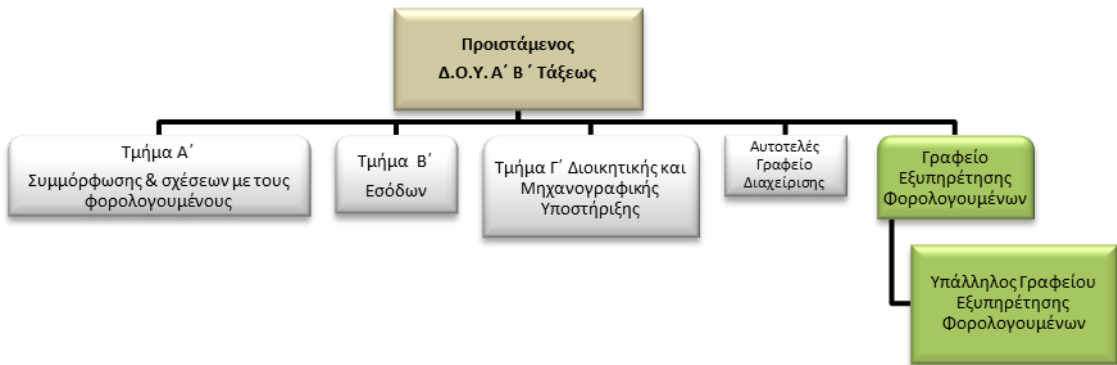 Προιστάμενος
Δ.Ο.Υ. Α΄ Β ΄ Τάξεως
Τμήμα Α΄
Συμμόρφωσης & σχέσεων με τους
φορολογουμένους
Τμήμα Β΄
Εσόδων
Τμήμα Γ΄ Διοικητικής και
Μηχανογραφικής
Υποστήριξης
Αυτοτελές
Γραφείο
Διαχείρισης
Γραφείο
Εξυπηρέτησης
Φορολογουμένων
Υπάλληλος Γραφείου
Εξυπηρέτησης
Φορολογουμένων